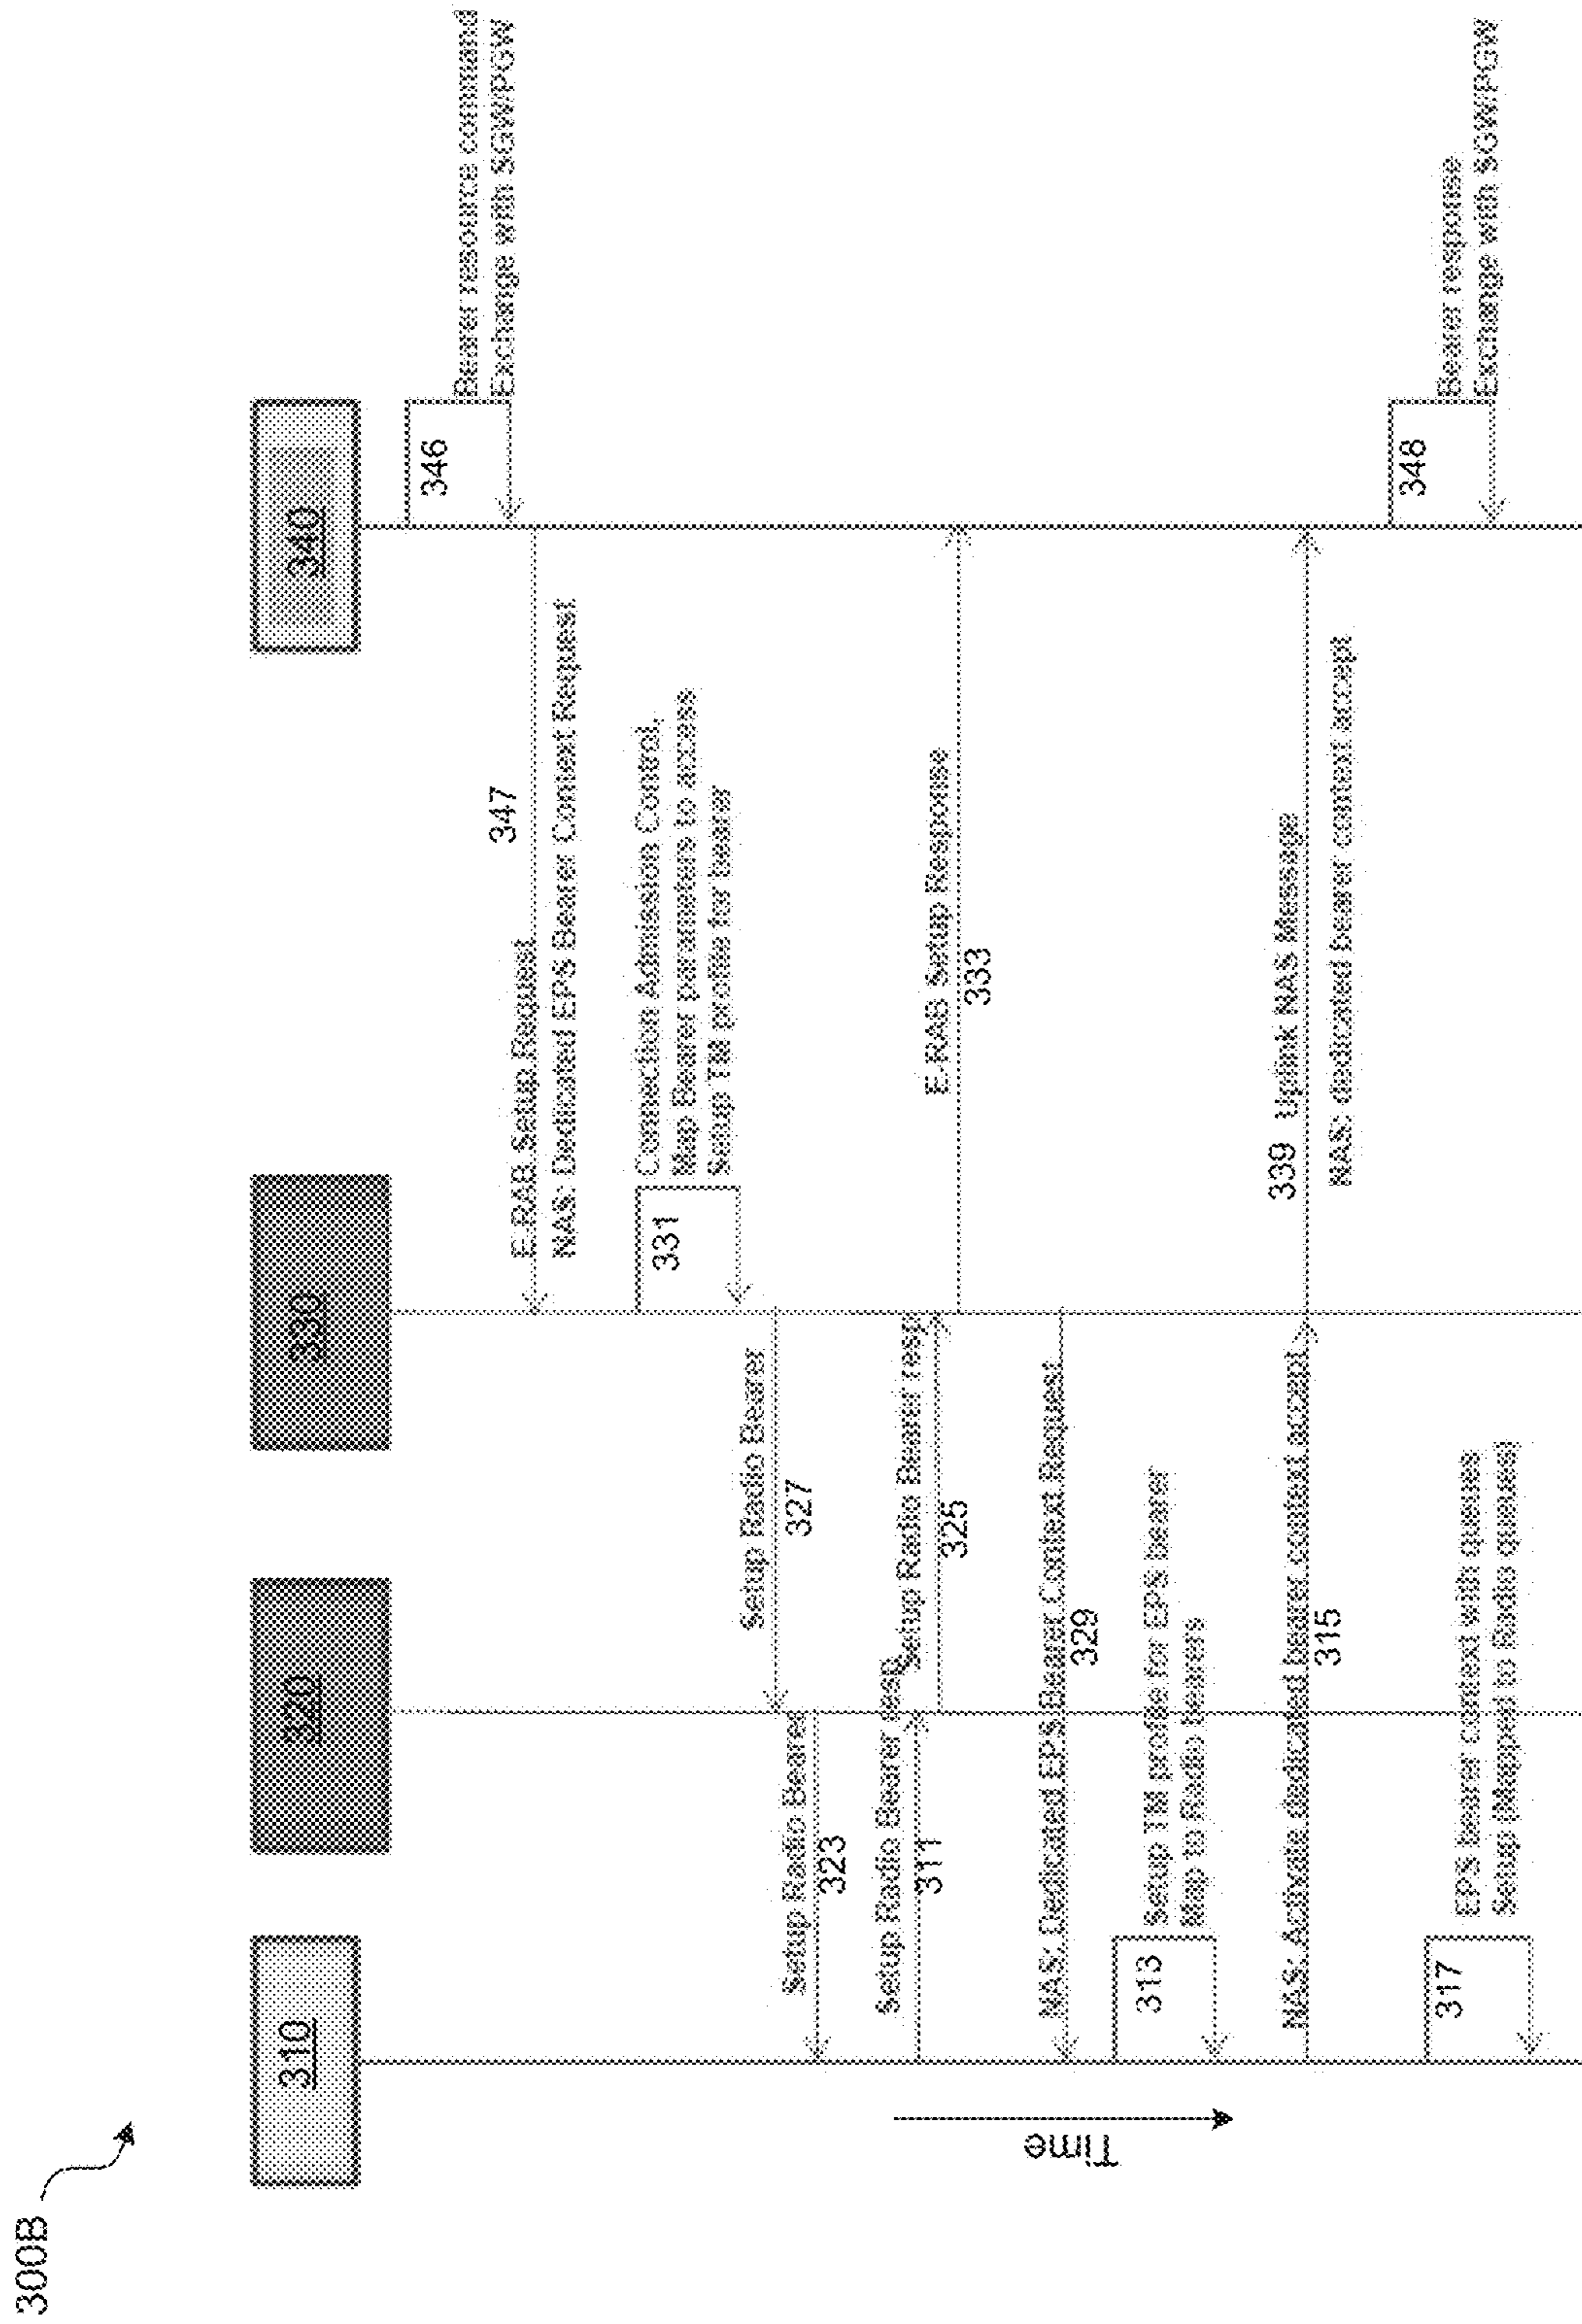 300B
310
320
330
340
Time
346
Bearer resource command
Exchange with SGW/PGW
347
E-RAB Setup Request
NAS: Dedicated EPS Bearer Context Request
331
Connection Admission Control,
Map Bearer parameters to access
Setup TM profile for bearer
Setup Radio Bearer
327
Setup Radio Bearer
323
Setup Radio Bearer resp
311
Setup Radio Bearer resp
325
E-RAB Setup Response
333
NAS: Dedicated EPS Bearer Context Request
329
313
Setup TM profile for EPS bearer
Map to Radio bearers
NAS: Activate dedicated bearer context accept
315
339
Uplink NAS Message
NAS: dedicated bearer context accept
348
Bearer response
Exchange with SGW/PGW
317
EPS bearer context with queues
Setup (Mapped to Radio queues)